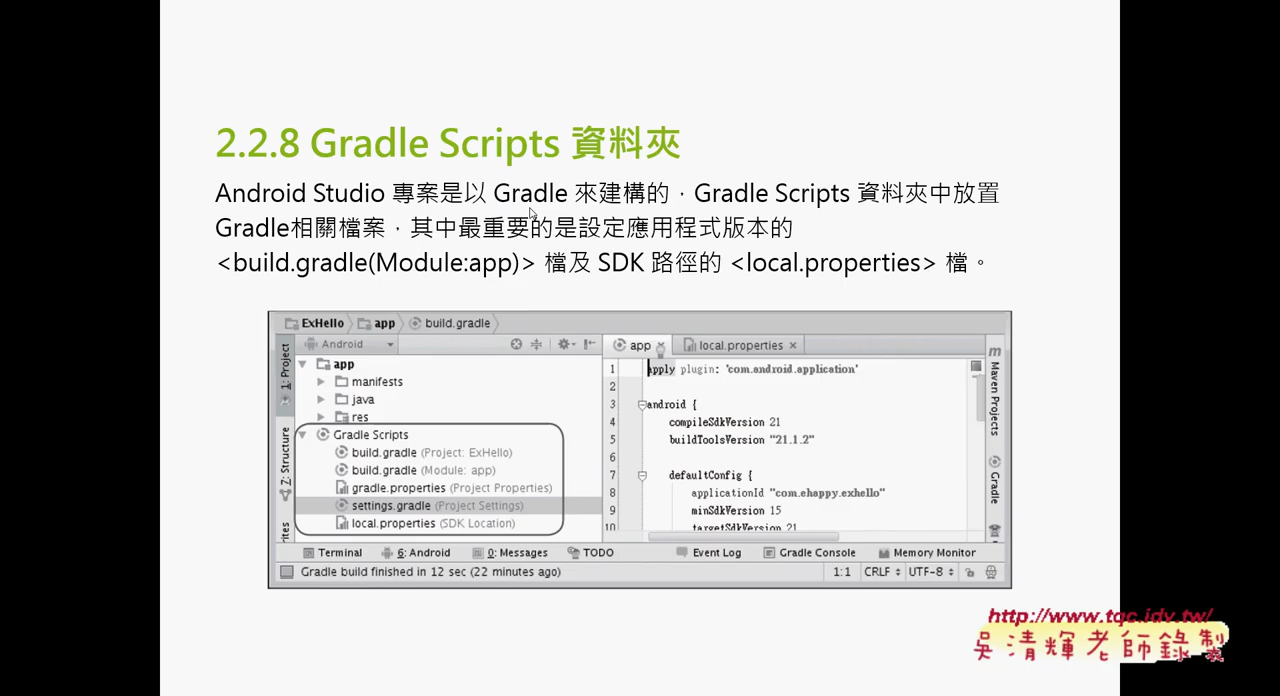 2.2.8 Gradle Scripts 資料夾
Android Studio 專案是以 Gradle 來建構的，Gradle Scripts 資料夾中放置
Gradle相關檔案，其中最重要的是設定應用程式版本的
<build.gradle(Module:app)> 檔及 SDK 路徑的 <local.properties> 檔。
ExHello app build.gradle
Android
app
manifests
java
res
Gradle Scripts
build.gradle (Project: ExHello)
build.gradle (Module: app)
gradle.properties (Project Properties)
settings.gradle (Project Settings)
local.properties (SDK Location)
1: Project
Z: Structure
app
local.properties
1 apply plugin: 'com.android.application'
2
3 android {
4 compileSdkVersion 21
5 buildToolsVersion "21.1.2"
6
7 defaultConfig {
8 applicationId "com.ehappy.exhello"
9 minSdkVersion 15
10 targetSdkVersion 21
m Maven Projects
Gradle
Terminal 6: Android 0: Messages TODO Event Log Gradle Console Memory Monitor
Gradle build finished in 12 sec (22 minutes ago) 1:1 CRLF UTF-8
http://www.tqc.idv.tw/
吳清輝老師錄製